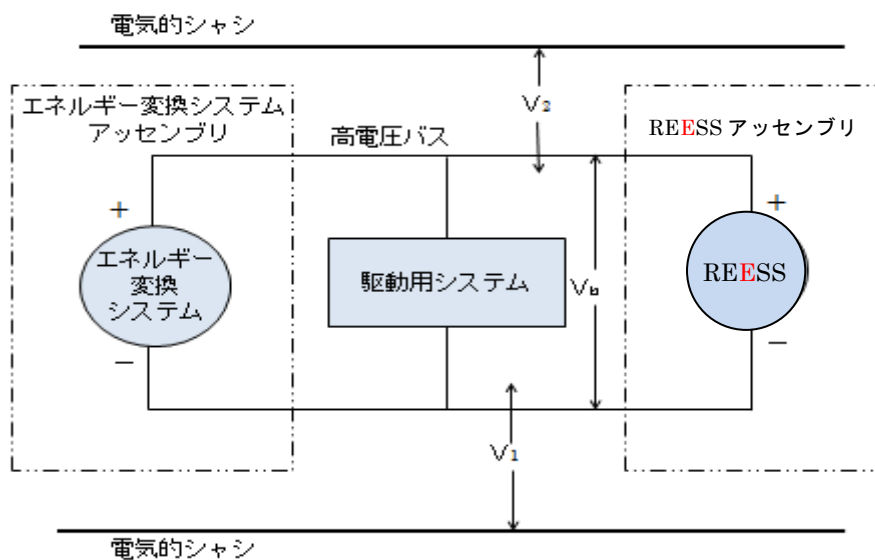 電気的シャシ
エネルギー変換システム
アッセンブリ
高電圧バス
V2
REESS アッセンブリ
+
エネルギー
変換
システム
−
駆動用システム
Vb
+
REESS
−
V1
電気的シャシ